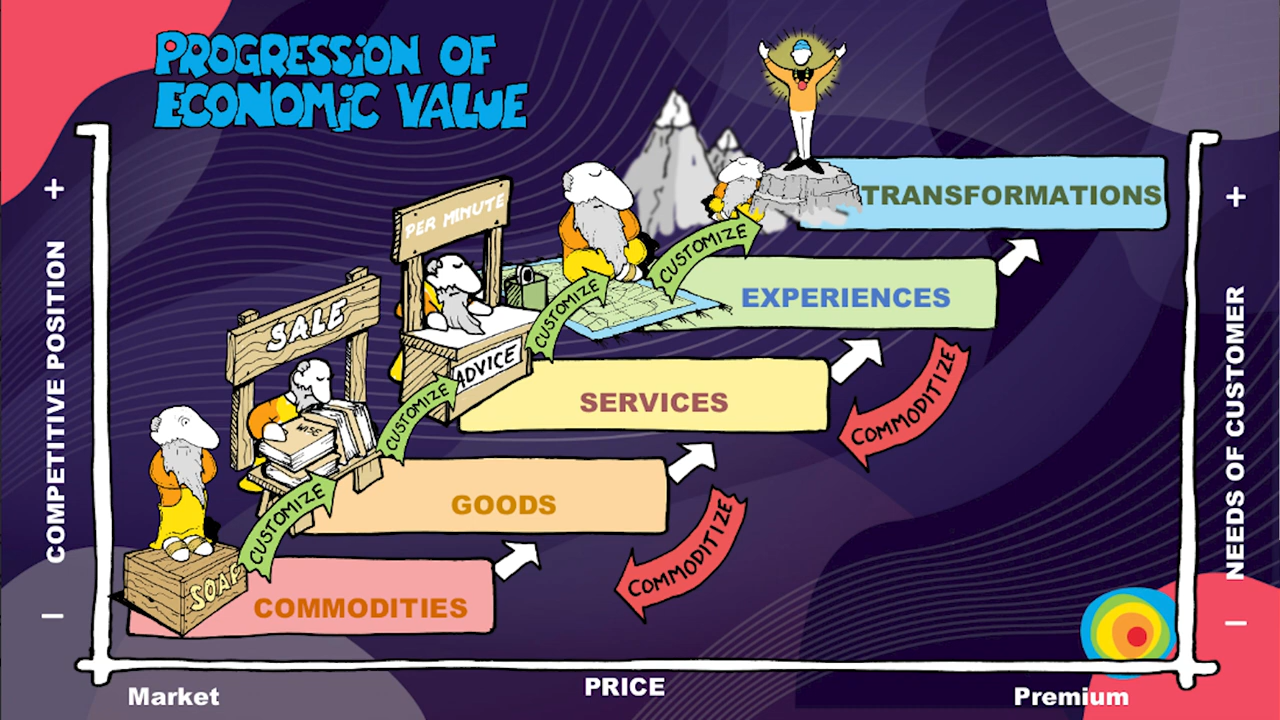 PROGRESSION OF
ECONOMIC VALUE
TRANSFORMATIONS
PER MINUTE
CUSTOMIZE
EXPERIENCES
CUSTOMIZE
SALE
ADVICE
SERVICES
COMMODITIZE
CUSTOMIZE
WISE
GOODS
CUSTOMIZE
COMMODITIZE
SOAP
COMMODITIES
+
COMPETITIVE POSITION
–
+
NEEDS OF CUSTOMER
–
Market
PRICE
Premium